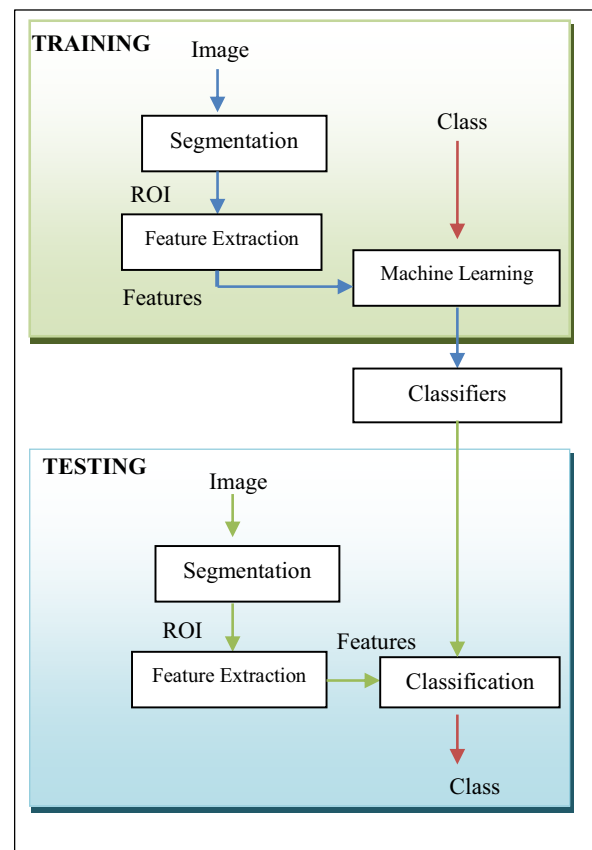 TRAINING
Image
Segmentation
Class
ROI
Feature Extraction
Machine Learning
Features
Classifiers
TESTING
Image
Segmentation
ROI
Features
Feature Extraction
Classification
Class